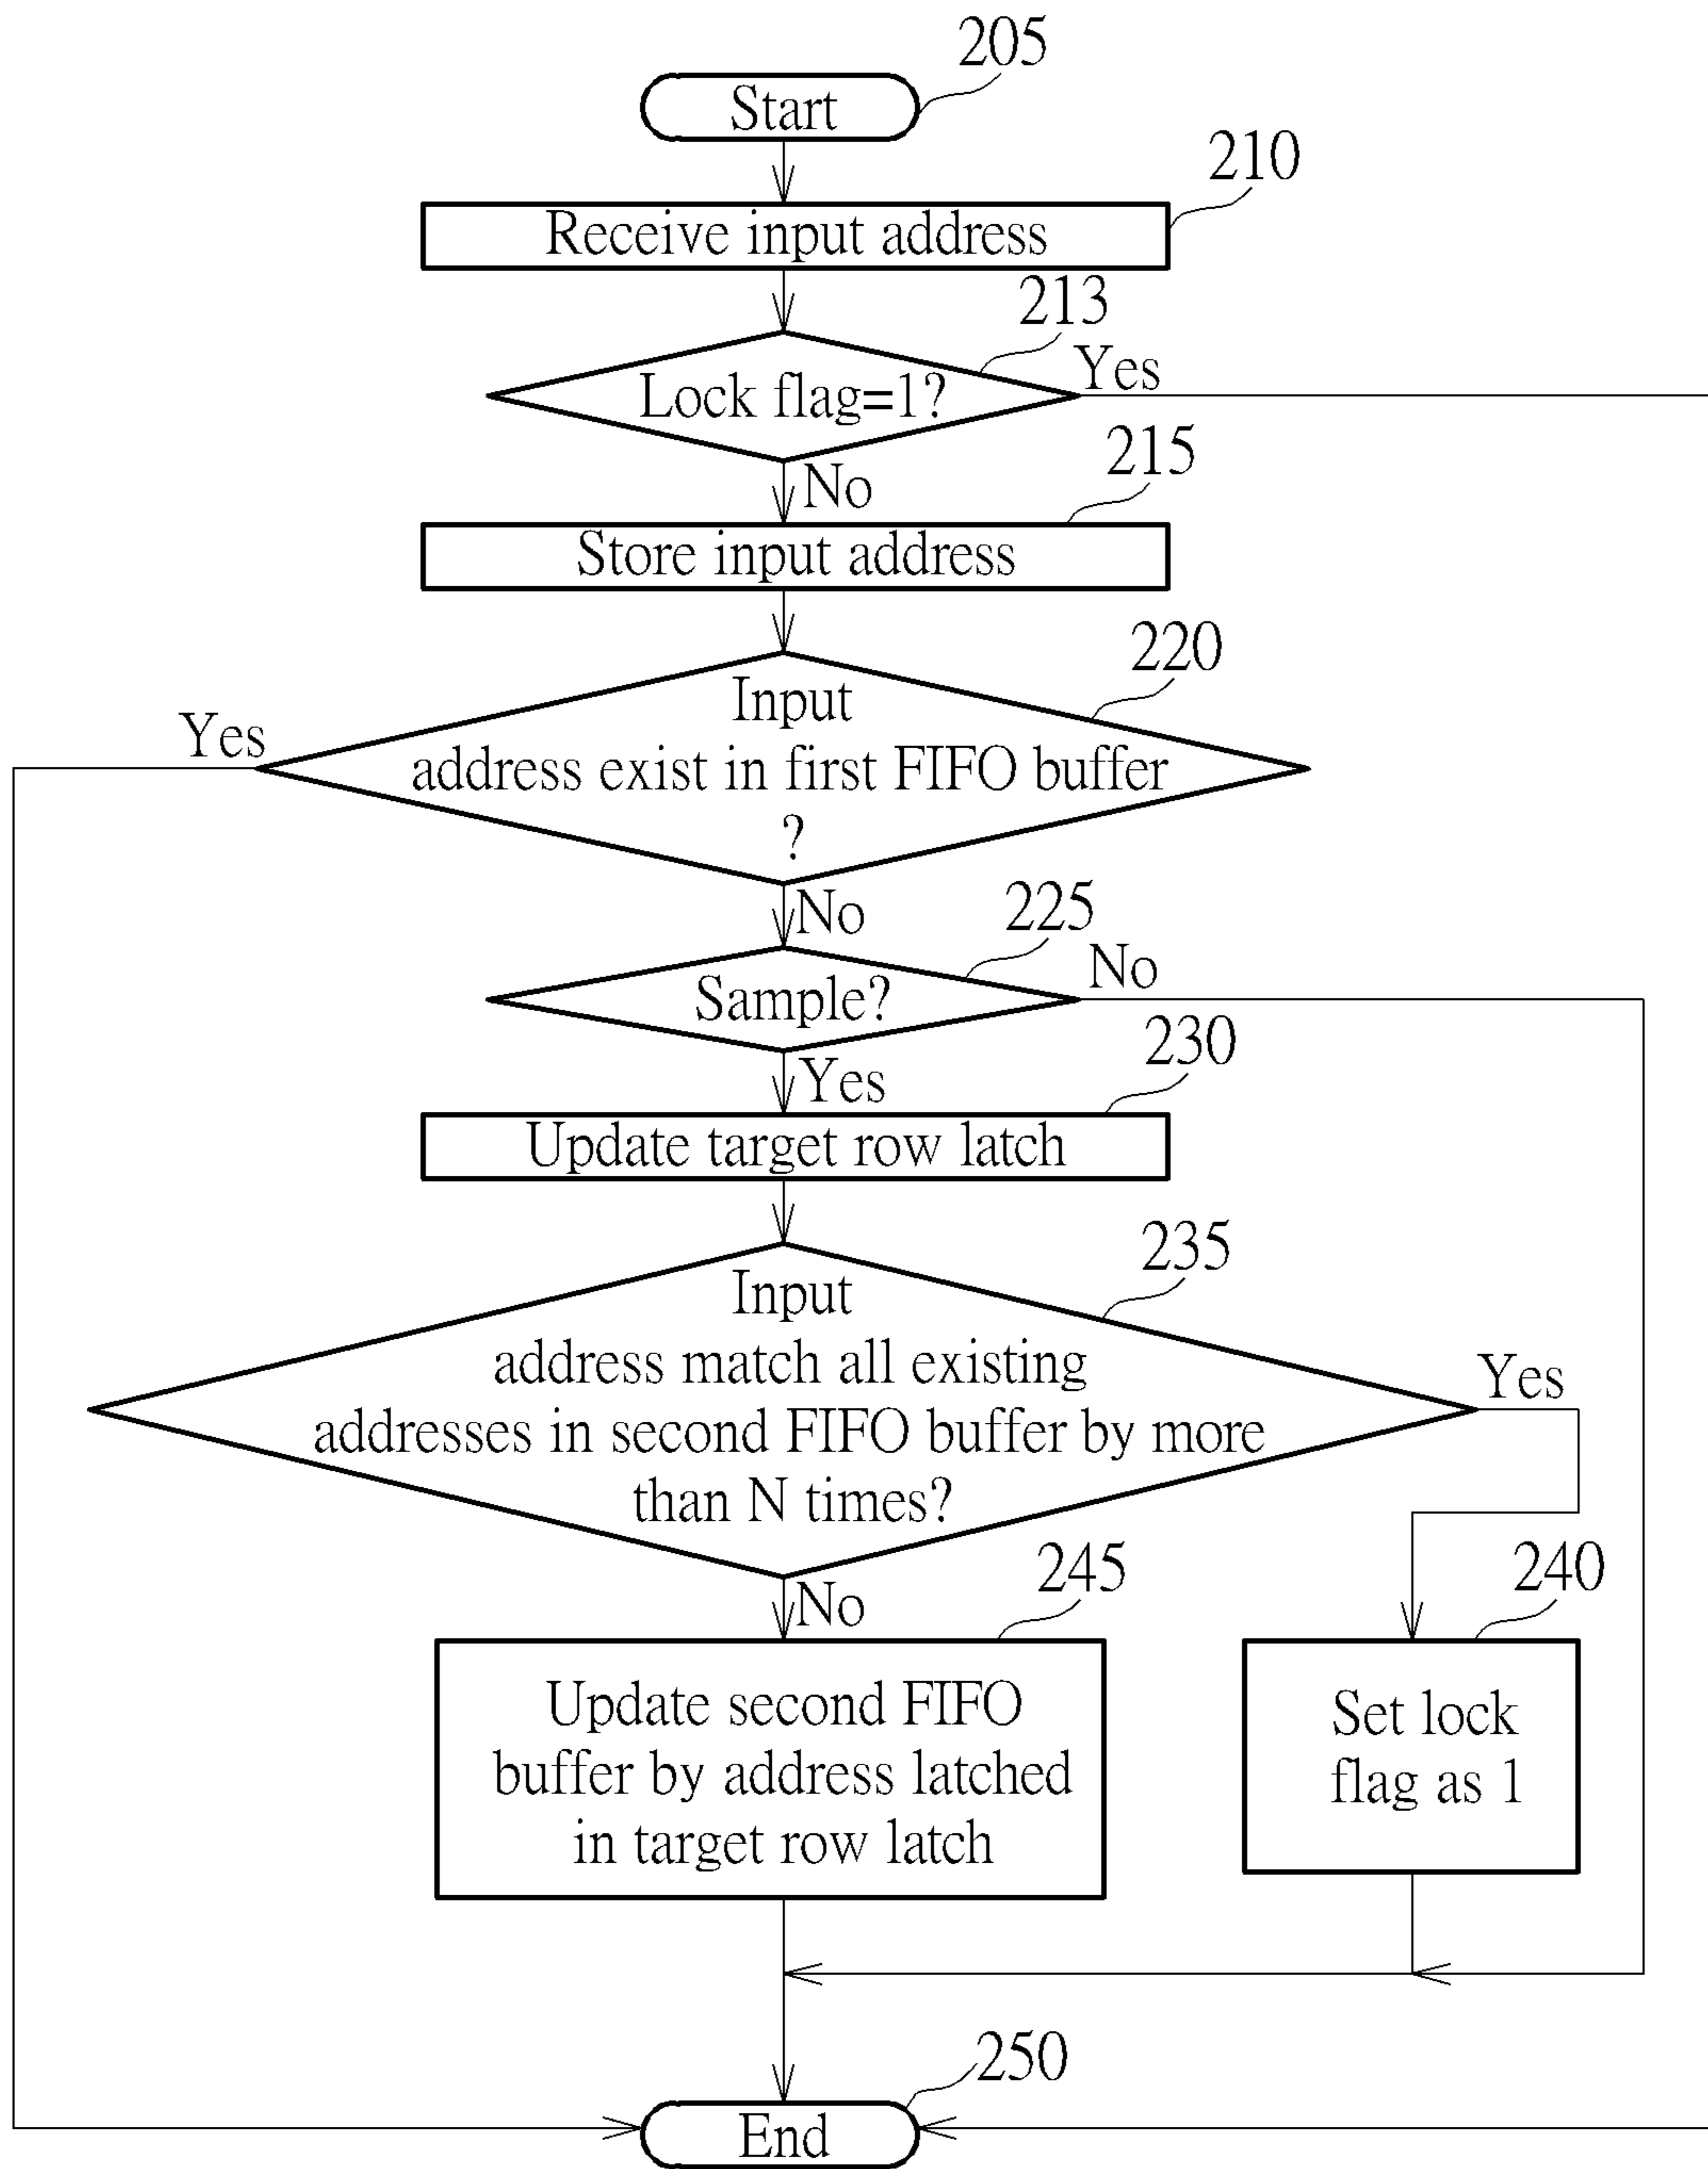 205
Start
210
Receive input address
213
Lock flag=1?
Yes
No
215
Store input address
220
Input
address exist in first FIFO buffer
?
Yes
No
225
Sample?
No
Yes
230
Update target row latch
235
Input
address match all existing
addresses in second FIFO buffer by more
than N times?
Yes
No
245
Update second FIFO
buffer by address latched
in target row latch
240
Set lock
flag as 1
250
End